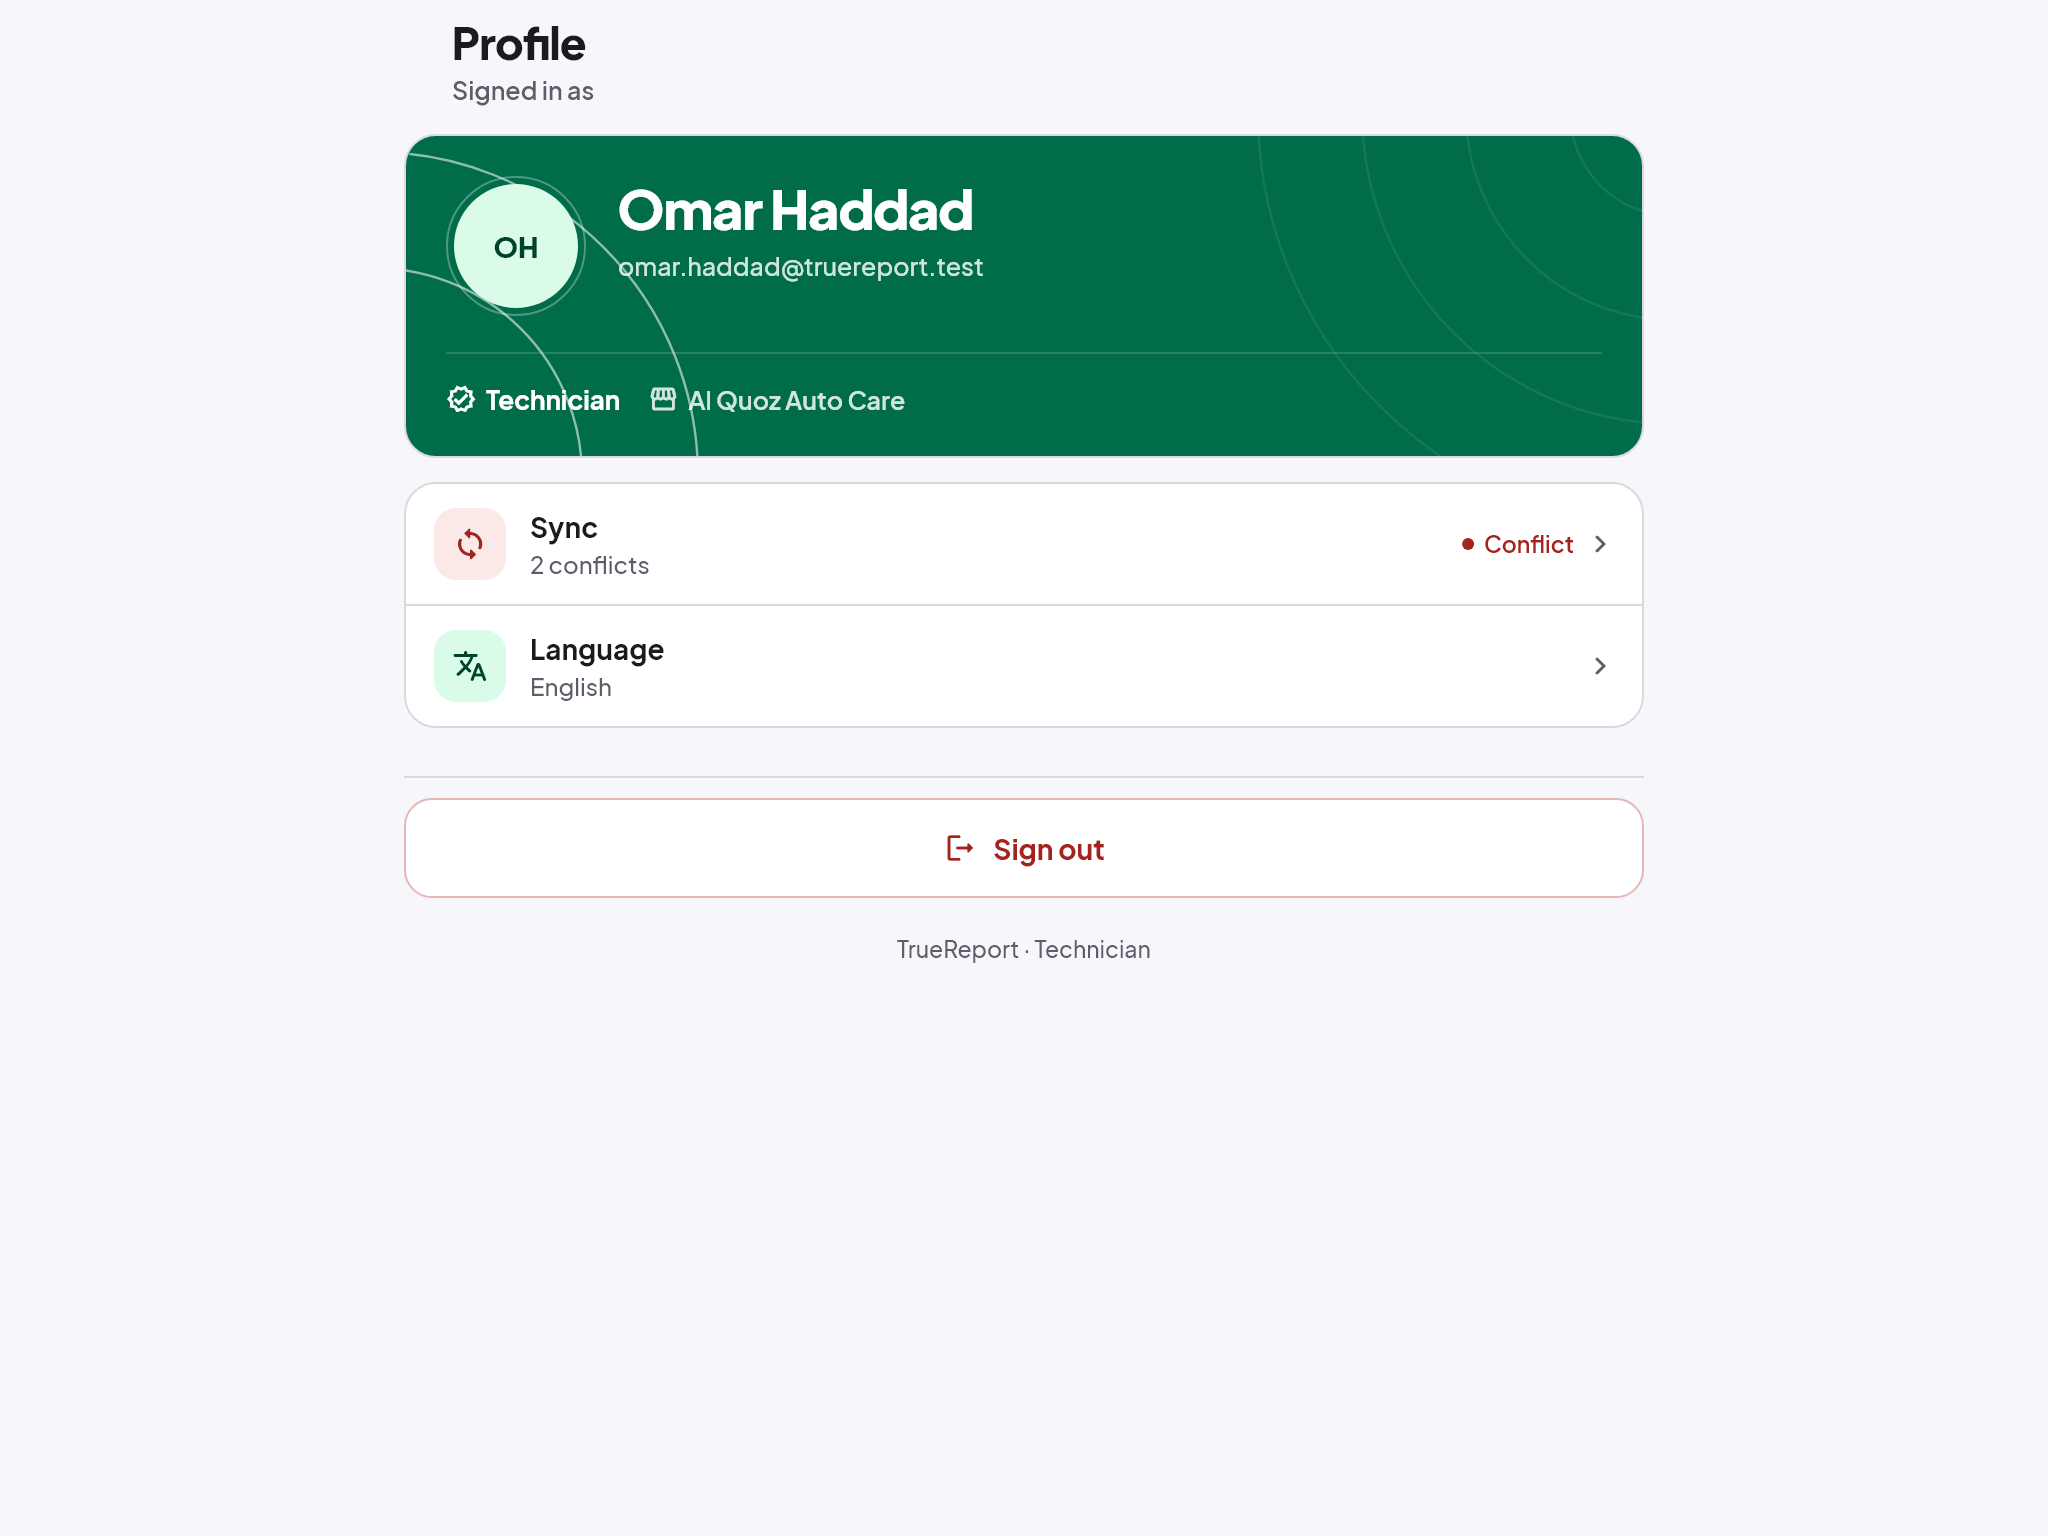 Profile
Signed in as
OH
Omar Haddad
omar.haddad@truereport.test
Technician
Al Quoz Auto Care
Sync
2 conflicts
Conflict
Language
English
Sign out
TrueReport · Technician